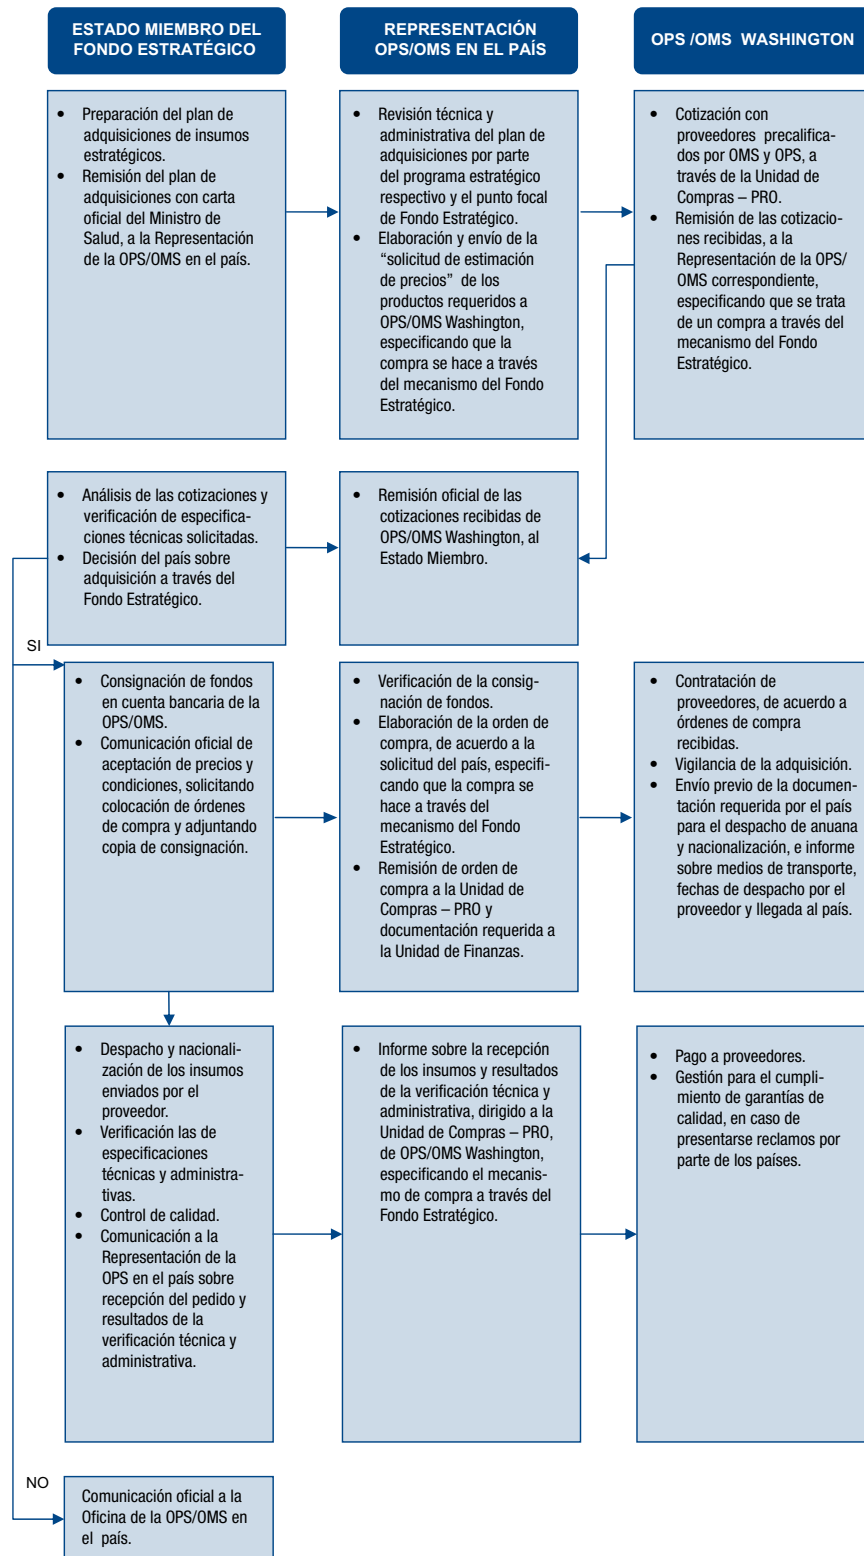 ESTADO MIEMBRO DEL
FONDO ESTRATÉGICO
REPRESENTACIÓN
OPS/OMS EN EL PAÍS
OPS /OMS  WASHINGTON
• Preparación del plan de
adquisiciones de insumos
estratégicos.
• Remisión del plan de
adquisiciones con carta
oficial del Ministro de
Salud, a la Representación
de la OPS/OMS en el país.
• Revisión técnica y
administrativa del plan de
adquisiciones por parte
del programa estratégico
respectivo y el punto focal
de Fondo Estratégico.
• Elaboración y envío de la
“solicitud de estimación
de precios” de los
productos requeridos a
OPS/OMS Washington,
especificando que la
compra se hace a través
del mecanismo del Fondo
Estratégico.
• Cotización con
proveedores precalifica-
dos por OMS y OPS, a
través de la Unidad de
Compras – PRO.
• Remisión de las cotizacio-
nes recibidas, a la
Representación de la OPS/
OMS correspondiente,
especificando que se trata
de un compra a través del
mecanismo del Fondo
Estratégico.
• Análisis de las cotizaciones y
verificación de especifica-
ciones técnicas solicitadas.
• Decisión del país sobre
adquisición a través del
Fondo Estratégico.
• Remisión oficial de las
cotizaciones recibidas de
OPS/OMS Washington, al
Estado Miembro.
SI
• Consignación de fondos
en cuenta bancaria de la
OPS/OMS.
• Comunicación oficial de
aceptación de precios y
condiciones, solicitando
colocación de órdenes
de compra y adjuntando
copia de consignación.
• Verificación de la consig-
nación de fondos.
• Elaboración de la orden de
compra, de acuerdo a la
solicitud del país, especifi-
cando que la compra se
hace a través del
mecanismo del Fondo
Estratégico.
• Remisión de orden de
compra a la Unidad de
Compras – PRO y
documentación requerida a
la Unidad de Finanzas.
• Contratación de
proveedores, de acuerdo a
órdenes de compra
recibidas.
• Vigilancia de la adquisición.
• Envío previo de la documen-
tación requerida por el país
para el despacho de anuana
y nacionalización, e informe
sobre medios de transporte,
fechas de despacho por el
proveedor y llegada al país.
• Despacho y nacionali-
zación de los insumos
enviados por el
proveedor.
• Verificación las de
especificaciones
técnicas y administra-
tivas.
• Control de calidad.
• Comunicación a la
Representación de la
OPS en el país sobre
recepción del pedido y
resultados de la
verificación técnica y
administrativa.
• Informe sobre la recepción
de los insumos y resultados
de la verificación técnica y
administrativa, dirigido a la
Unidad de Compras – PRO,
de OPS/OMS Washington,
especificando el mecanis-
mo de compra a través del
Fondo Estratégico.
• Pago a proveedores.
• Gestión para el cumpli-
miento de garantías de
calidad, en caso de
presentarse reclamos por
parte de los países.
NO
Comunicación oficial a la
Oficina de la OPS/OMS en
el país.